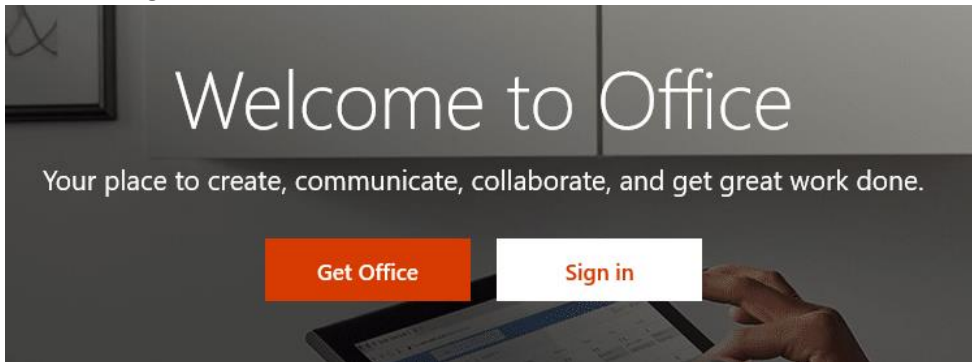 Welcome to Office
Your place to create, communicate, collaborate, and get great work done.
Get Office
Sign in